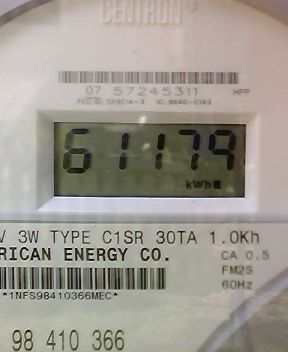 CENTRON
07 57245311 MPP
61179
kWh
V 3W TYPE C1SR 30TA 1.0Kh
RICAN ENERGY CO. CA 0.5
FM2S
*1NFS98410366MEC* 60Hz
98 410 366